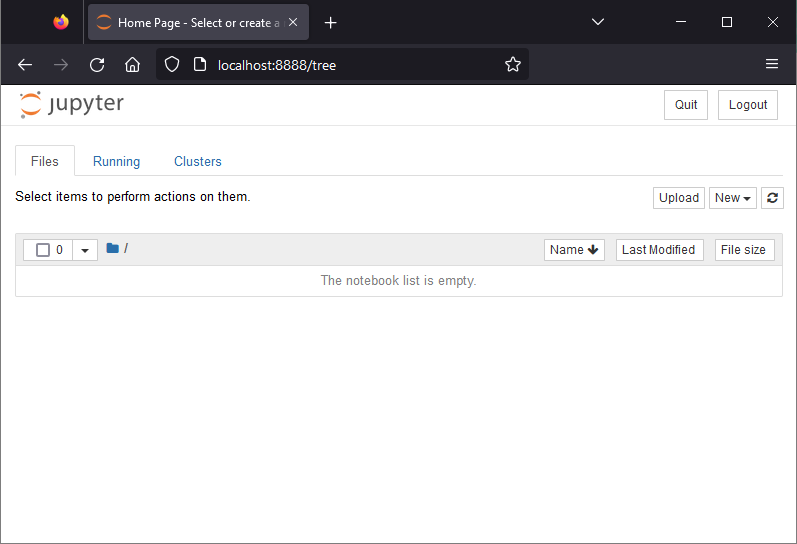 Home Page - Select or create a
localhost:8888/tree
jupyter
Quit
Logout
Files
Running
Clusters
Select items to perform actions on them.
Upload
New
0
/
Name
Last Modified
File size
The notebook list is empty.